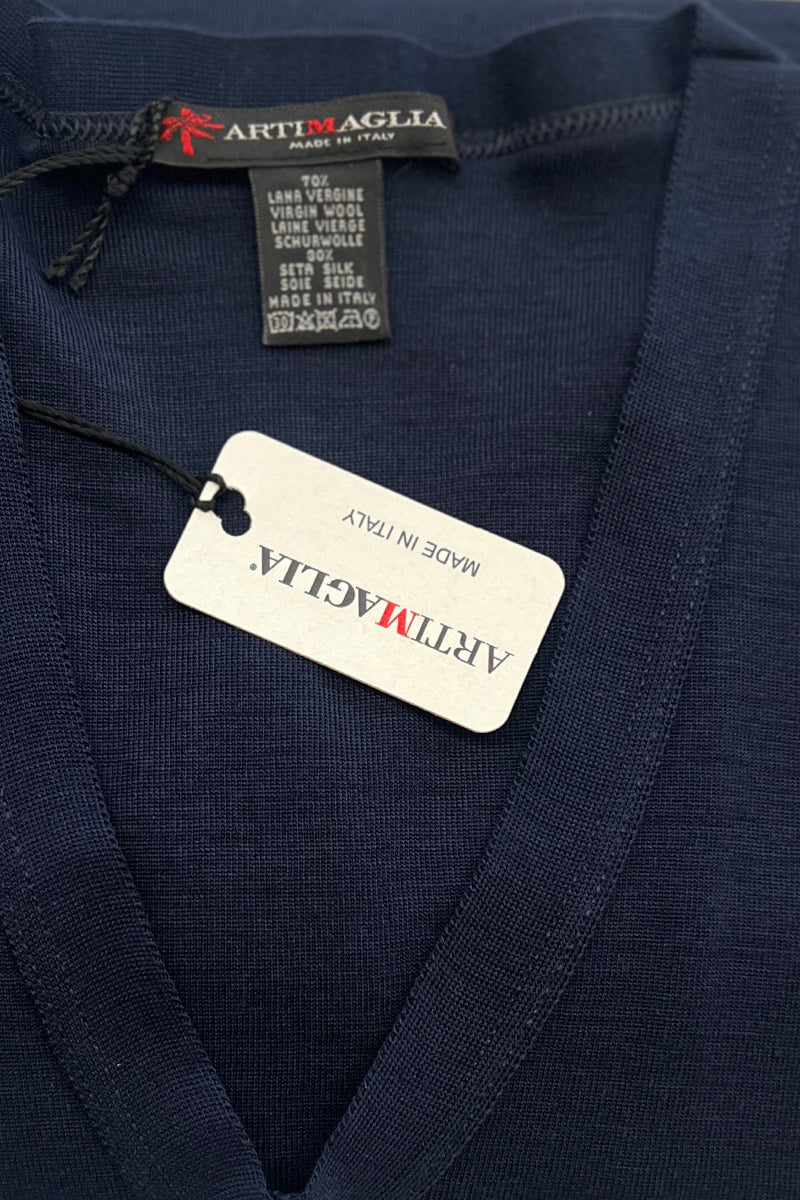 ARTIMAGLIA
MADE IN ITALY
70%
LANA VERGINE
VIRGIN WOOL
LAINE VIERGE
SCHURWOLLE
30%
SETA SILK
SOIE SEIDE
MADE IN ITALY
30
ARTIMAGLIA®
MADE IN ITALY